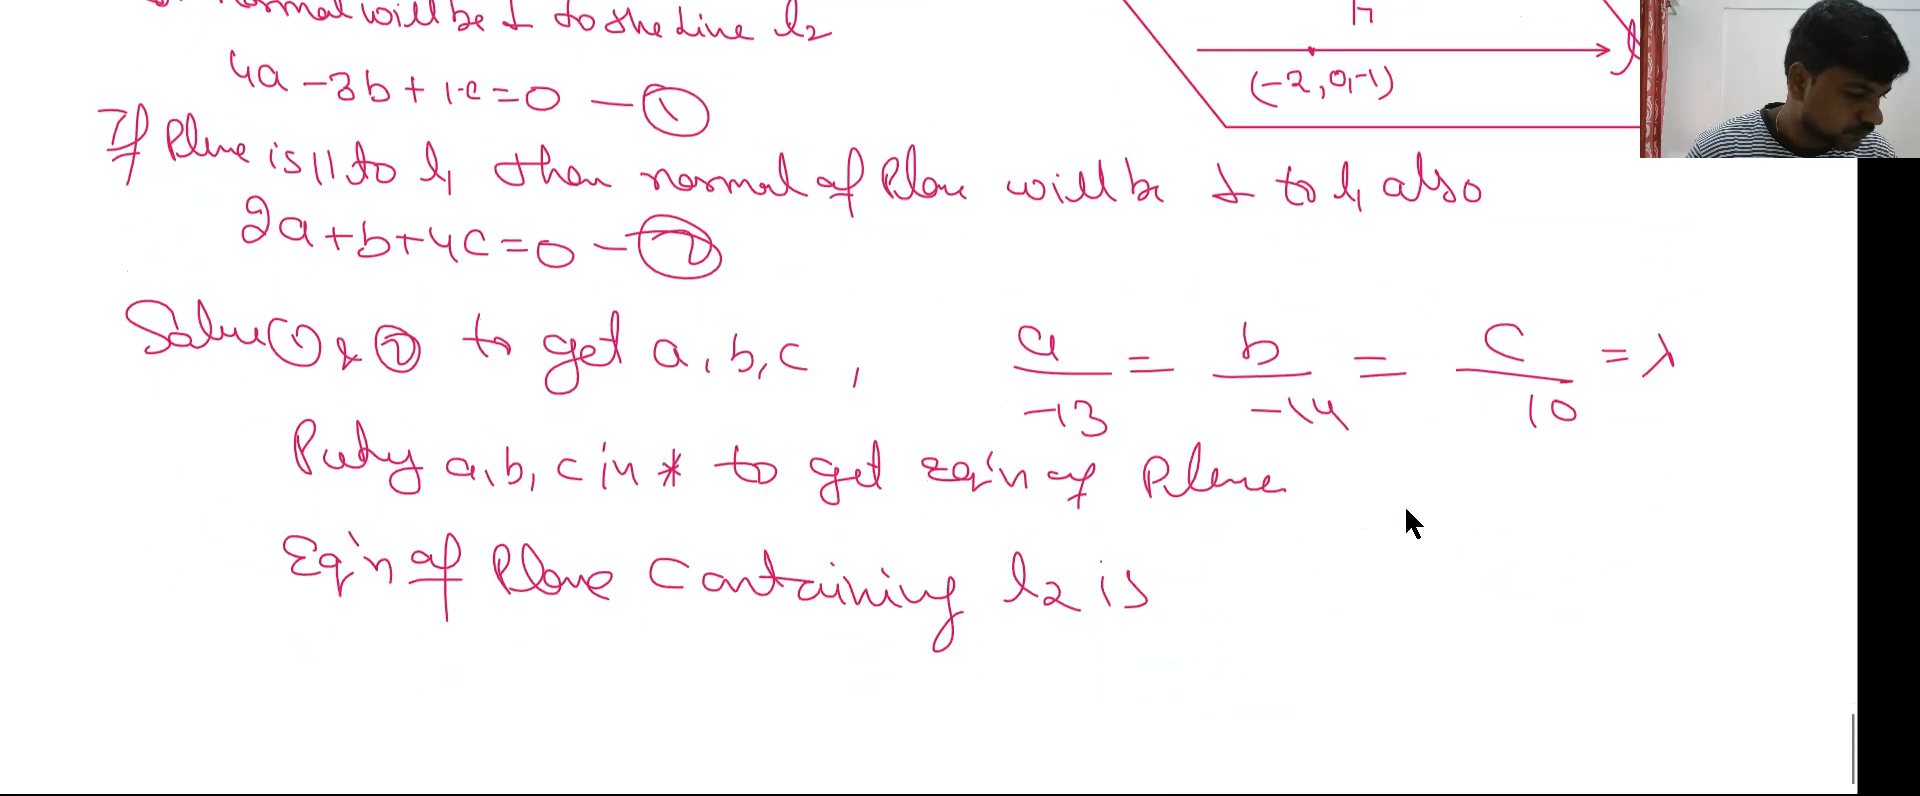 normal will be ⊥ to the Line l₂
n
(-2, 0, -1)
4a - 3b + 1·c = 0 — ①
If Plane is || to l₁ then normal of Plane will be ⊥ to l₁ also
2a + b + 4c = 0 — ②
Solve ① & ② to get a, b, c, a/-13 = b/-14 = c/10 = λ
Putg a, b, c in * to get Eq'n of Plane
Eq'n of Plane Containing l₂ is